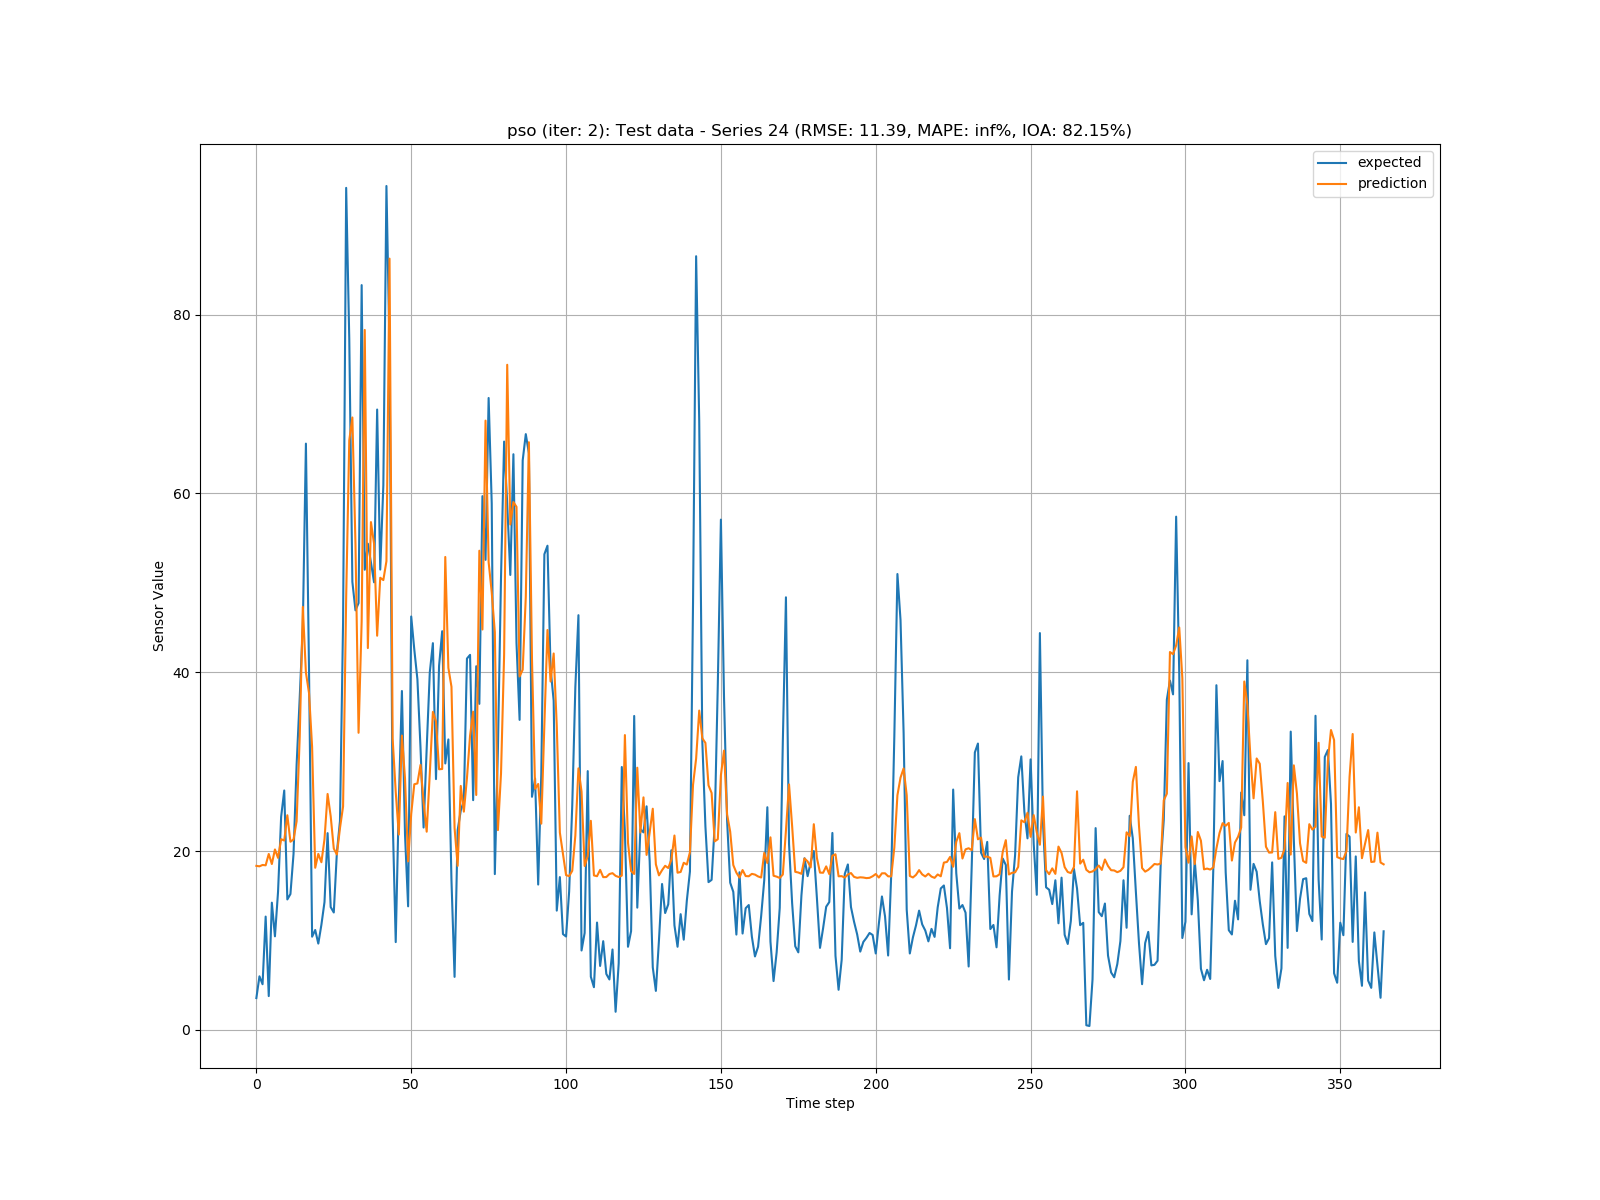 pso (iter: 2): Test data - Series 24 (RMSE: 11.39, MAPE: inf%, IOA: 82.15%)
expected
prediction
80
60
40
20
0
Sensor Value
0 50 100 150 200 250 300 350
Time step